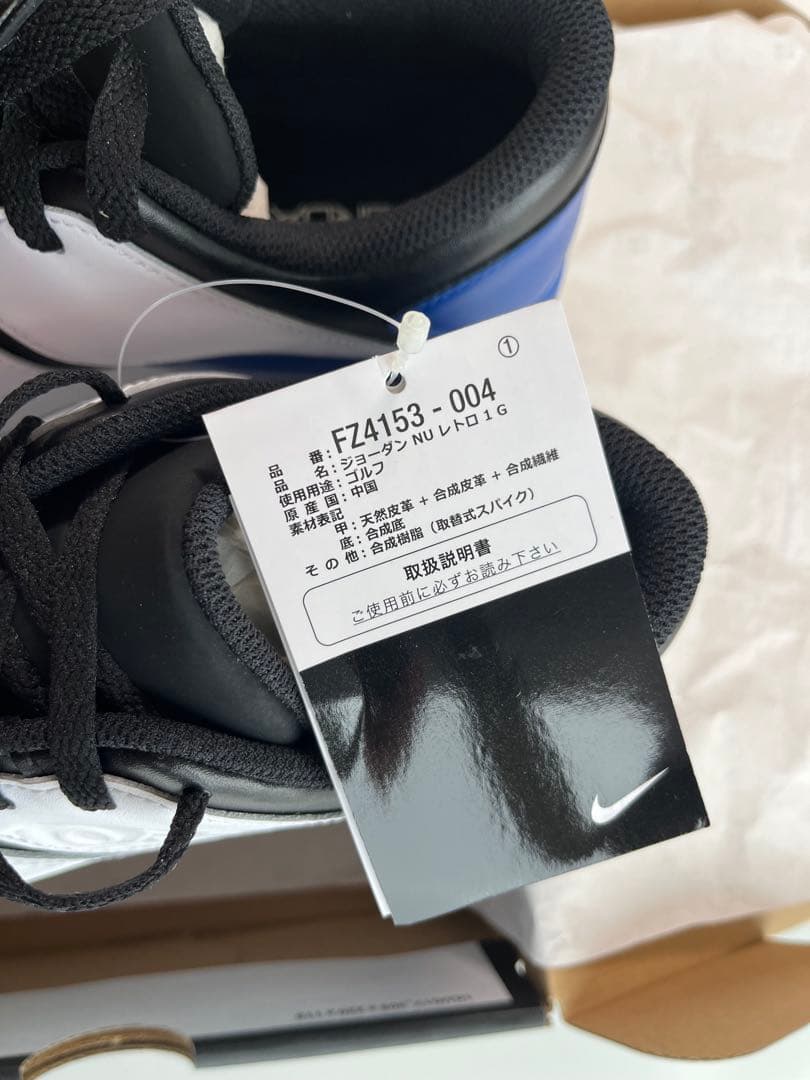 ①
品番：FZ4153 - 004
品名：ジョーダン NU レトロ 1 G
使用用途：ゴルフ
原産国：中国
素材表記
甲：天然皮革 + 合成皮革 + 合成繊維
底：合成底
その他：合成樹脂（取替式スパイク）
取扱説明書
ご使用前に必ずお読み下さい